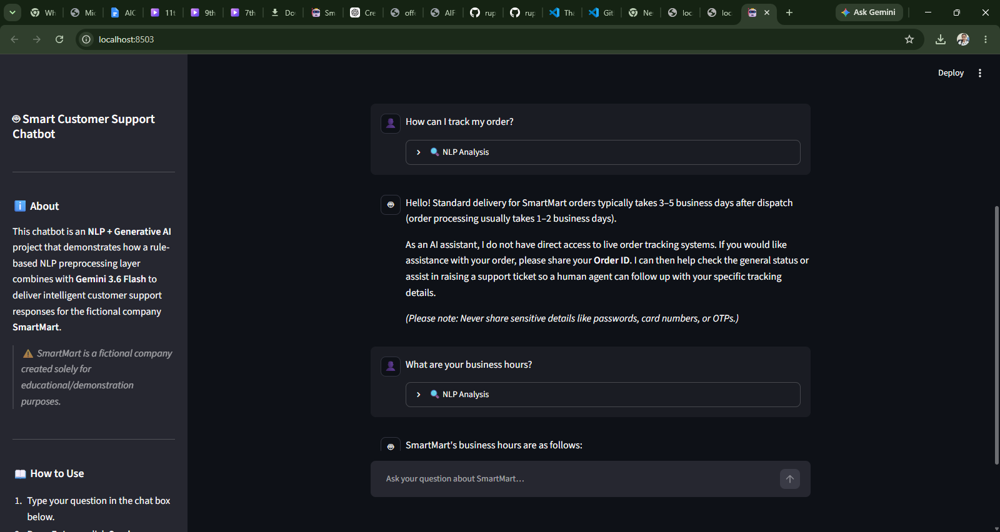 Wh
Mic
AIC
11t
9th
7th
Do
Sm
Cre
off
AIF
rup
rup
Tha
Git
Ne
loc
loc
Ask Gemini
localhost:8503
Deploy
Smart Customer Support
Chatbot
About
This chatbot is an NLP + Generative AI
project that demonstrates how a rule-
based NLP preprocessing layer
combines with Gemini 3.6 Flash to
deliver intelligent customer support
responses for the fictional company
SmartMart.
SmartMart is a fictional company
created solely for
educational/demonstration
purposes.
How to Use
1. Type your question in the chat box
below.
How can I track my order?
NLP Analysis
Hello! Standard delivery for SmartMart orders typically takes 3–5 business days after dispatch
(order processing usually takes 1–2 business days).
As an AI assistant, I do not have direct access to live order tracking systems. If you would like
assistance with your order, please share your Order ID. I can then help check the general status or
assist in raising a support ticket so a human agent can follow up with your specific tracking
details.
(Please note: Never share sensitive details like passwords, card numbers, or OTPs.)
What are your business hours?
NLP Analysis
SmartMart's business hours are as follows:
Ask your question about SmartMart…